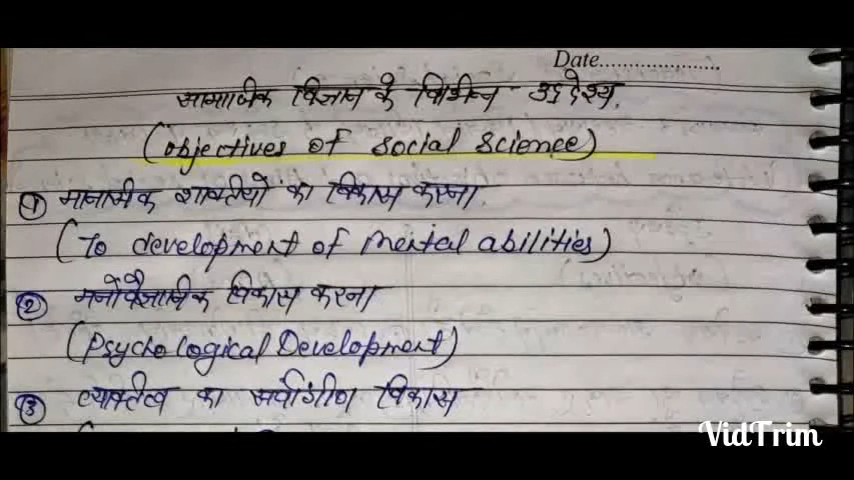 Date
सामाजिक विज्ञान के विभिन्न उद्देश्य.
(objectives of social science)
① मानसिक शक्तियों का विकास करना.
(To development of mental abilities)
② मनोवैज्ञानिक विकास करना
(Psychological Development)
③ व्यक्तित्व का सर्वांगीण विकास
VidTrim